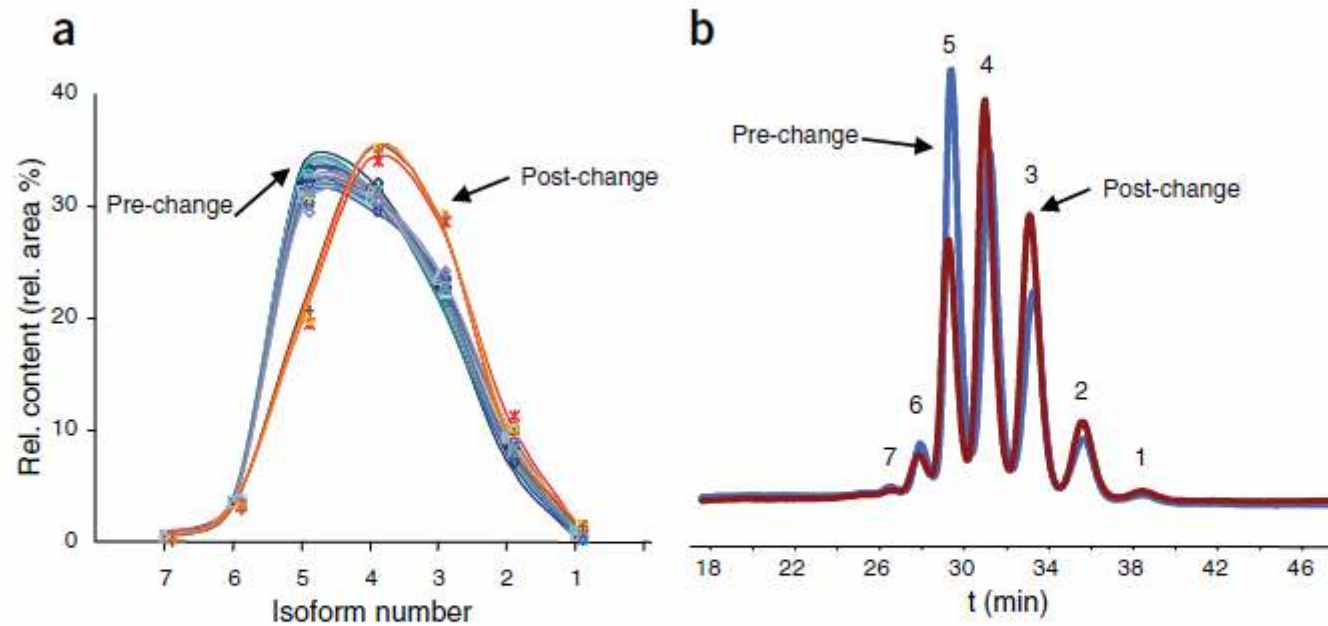 a
40
30
20
10
0
Rel. content (rel. area %)
Pre-change
Post-change
7 6 5 4 3 2 1
Isoform number
b
5
4
Pre-change
3
Post-change
6
2
7
1
18 22 26 30 34 38 42 46
t (min)